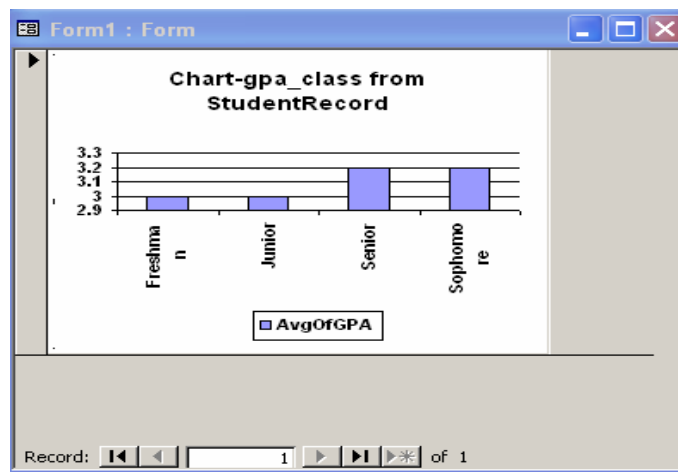 Form1 : Form
Chart-gpa_class from
StudentRecord
3.3
3.2
3.1
3
2.9
Freshma
n
Junior
Senior
Sophomo
re
AvgOfGPA
Record: 1 of 1